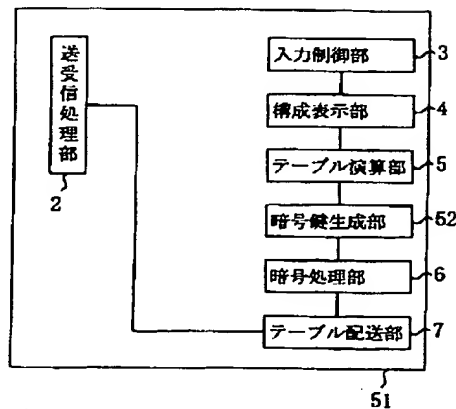 送受信処理部
2
入力制御部
3
構成表示部
4
テーブル演算部
5
暗号鍵生成部
52
暗号処理部
6
テーブル配送部
7
51